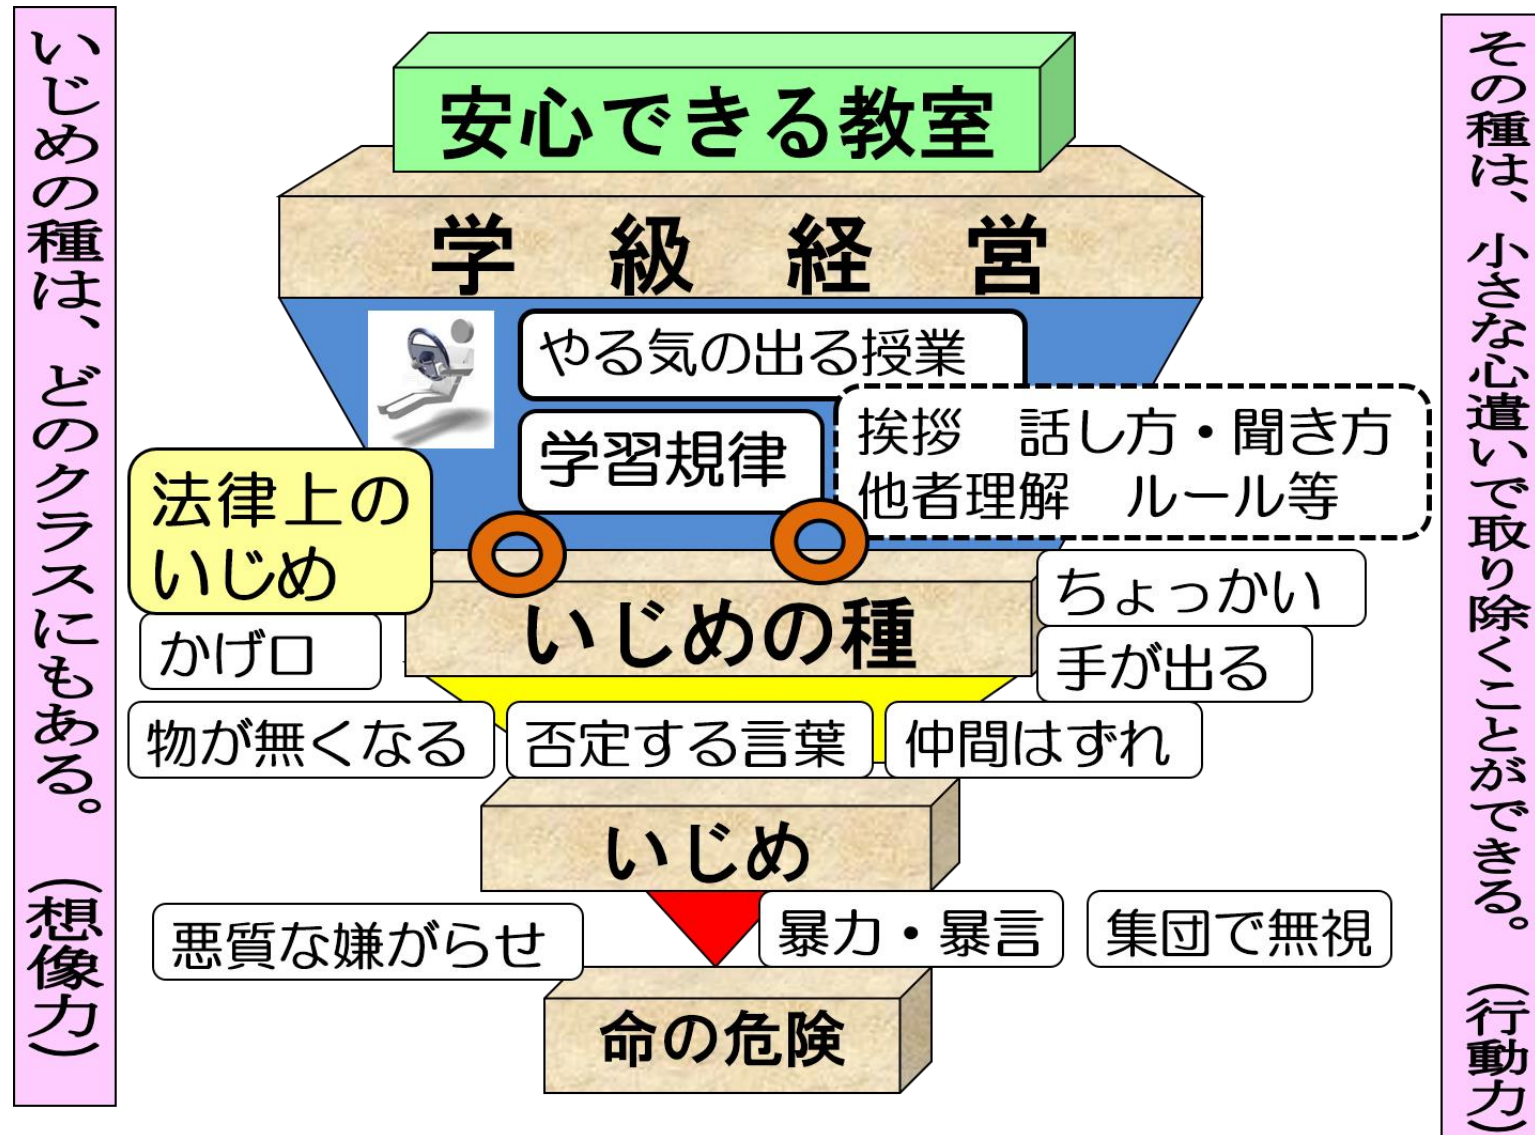 いじめの種は、どのクラスにもある。（想像力）
安心できる教室
学級経営
やる気の出る授業
学習規律
挨拶　話し方・聞き方
他者理解　ルール等
法律上の
いじめ
いじめの種
かげ口
ちょっかい
手が出る
物が無くなる
否定する言葉
仲間はずれ
いじめ
悪質な嫌がらせ
暴力・暴言
集団で無視
命の危険
その種は、小さな心遣いで取り除くことができる。（行動力）